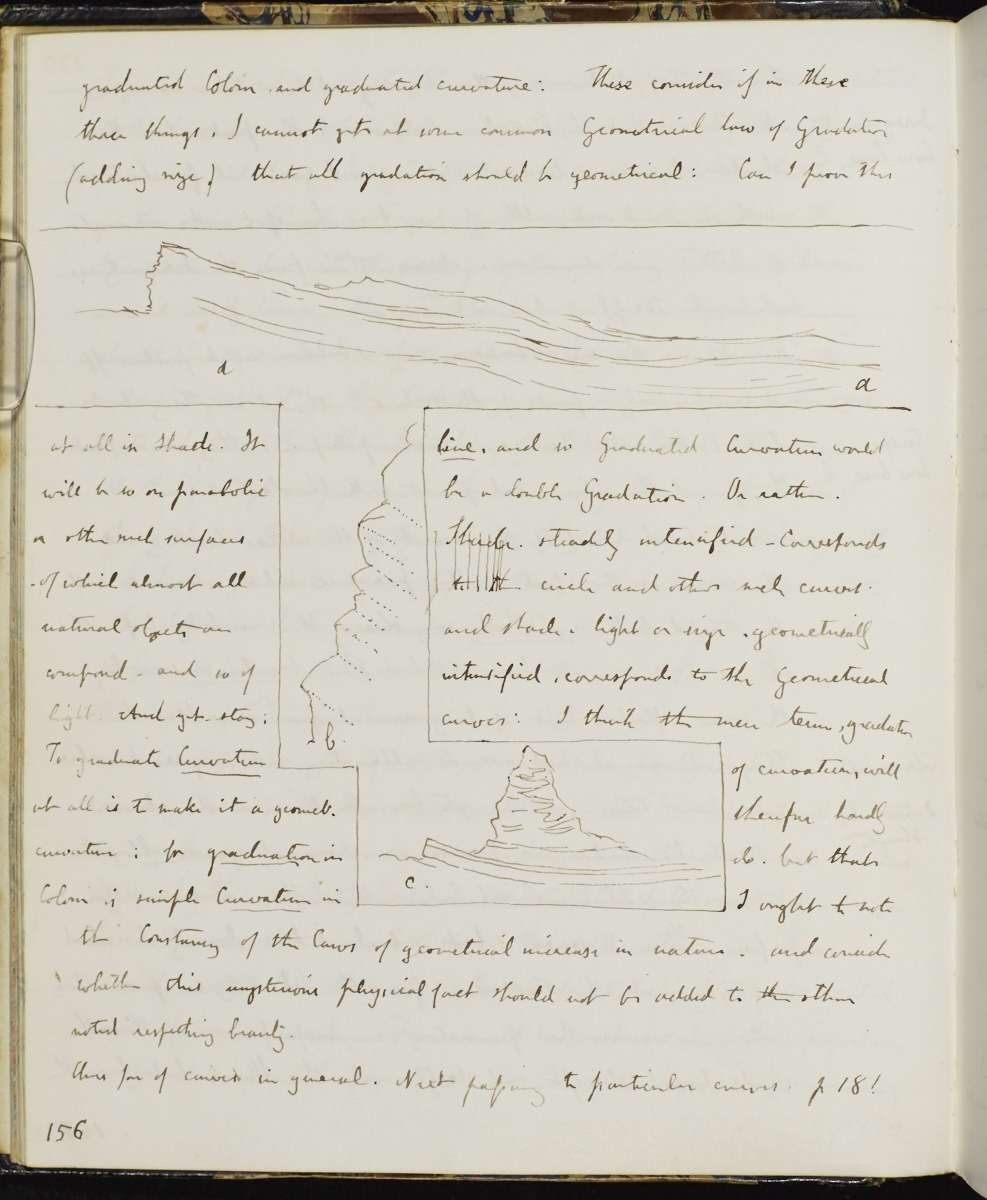 graduated Colour and graduated curvature: These consider if in these
three things, I cannot get at some common Geometrical law of Gradation
(adding size) that all gradation should be geometrical: Can I prove this
a
a
at all in Shade. It
will be so on parabolic
or other such surfaces
- of which almost all
natural objects are
compound - and so of
light. And yet - stay:
To graduate Curvature
at all is to make it a geomet.
curvature: for graduation in
Colour is simple Curvature in
b.
line, and so Graduated Curvature would
be a double Gradation. Or rather.
Shade. steadily intensified - Corresponds
to the circle and other such curves.
and shade. light or size. geometrically
intensified, corresponds to the Geometrical
curves: I think the mere term, gradation
of curvature, will
therefore hardly
do. but that
I ought to note
c.
the Constancy of the Laws of geometrical increase in nature. and consider
whether this mysterious physical fact should not be added to the others
noted respecting beauty.
Thus far of curves in general. Next passing to particular curves. p 18!
156